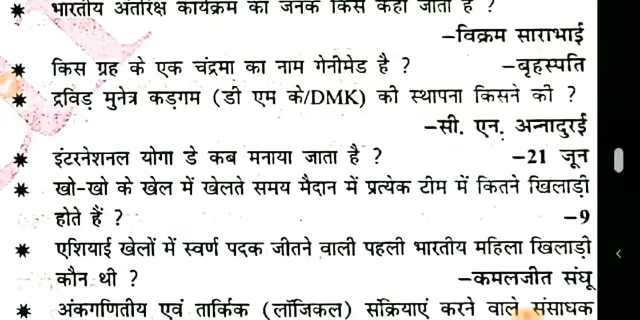 * भारतीय अंतरिक्ष कार्यक्रम का जनक किसे कहा जाता है ?
–विक्रम साराभाई
* किस ग्रह के एक चंद्रमा का नाम गेनीमेड है ? –बृहस्पति
* द्रविड़ मुनेत्र कड़गम (डी एम के/DMK) की स्थापना किसने की ?
–सी. एन. अन्नादुरई
* इंटरनेशनल योगा डे कब मनाया जाता है ? –21 जून
* खो-खो के खेल में खेलते समय मैदान में प्रत्येक टीम में कितने खिलाड़ी
होते हैं ? –9
* एशियाई खेलों में स्वर्ण पदक जीतने वाली पहली भारतीय महिला खिलाड़ी
कौन थी ? –कमलजीत संघू
* अंकगणितीय एवं तार्किक (लॉजिकल) संक्रियाएं करने वाले संसाधक